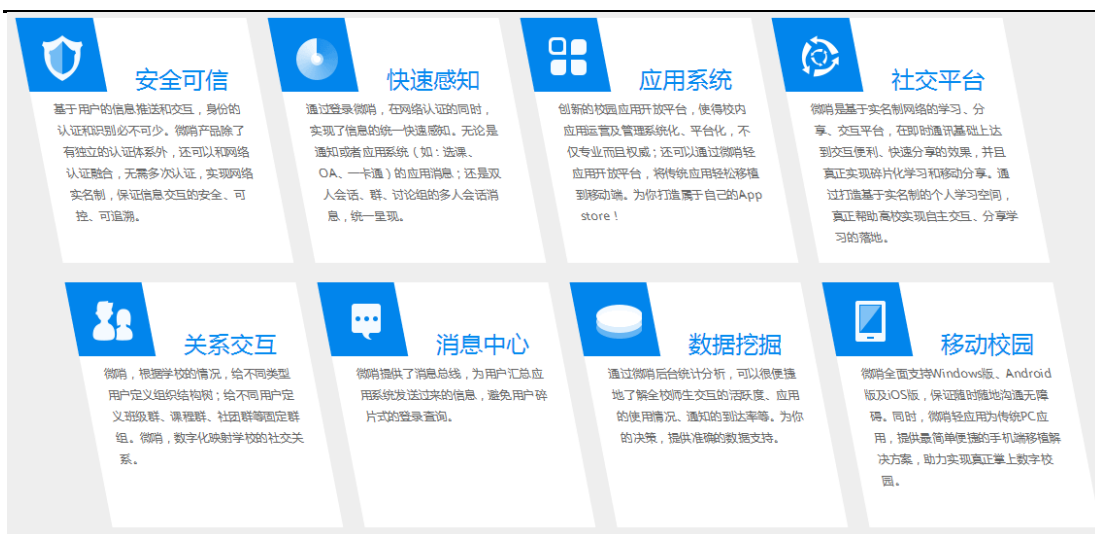 安全可信
基于用户的信息推送和交互，身份的
认证和识别必不可少。微哨产品除了
有独立的认证体系外，还可以和网络
认证融合，无需多次认证，实现网络
实名制，保证信息交互的安全、可
控、可追溯。
快速感知
通过登录微哨，在网络认证的同时，
实现了信息的统一快速感知。无论是
通知或者应用系统（如：选课、
OA、一卡通）的应用消息；还是双
人会话、群、讨论组的多人会话消
息，统一呈现。
应用系统
创新的校园应用开放平台，使得校内
应用运营及管理系统化、平台化，不
仅专业而且权威；还可以通过微哨轻
应用开放平台，将传统应用轻松移植
到移动端。为你打造属于自己的App
store！
社交平台
微哨是基于实名制网络的学习、分
享、交互平台，在即时通讯基础上达
到交互便利、快速分享的效果，并且
真正实现碎片化学习和移动分享。通
过打造基于实名制的个人学习空间，
真正帮助高校实现自主交互、分享学
习的落地。
关系交互
微哨，根据学校的情况，给不同类型
用户定义组织结构树；给不同用户定
义班级群、课程群、社团群等固定群
组。微哨，数字化映射学校的社交关
系。
消息中心
微哨提供了消息总线，为用户汇总应
用系统发送过来的信息，避免用户碎
片式的登录查询。
数据挖掘
通过微哨后台统计分析，可以很便捷
地了解全校师生交互的活跃度、应用
的使用情况、通知的到达率等。为你
的决策，提供准确的数据支持。
移动校园
微哨全面支持Windows版、Android
版及iOS版，保证随时随地沟通无障
碍。同时，微哨轻应用为传统PC应
用，提供最简单便捷的手机端移植解
决方案，助力实现真正掌上数字校
园。